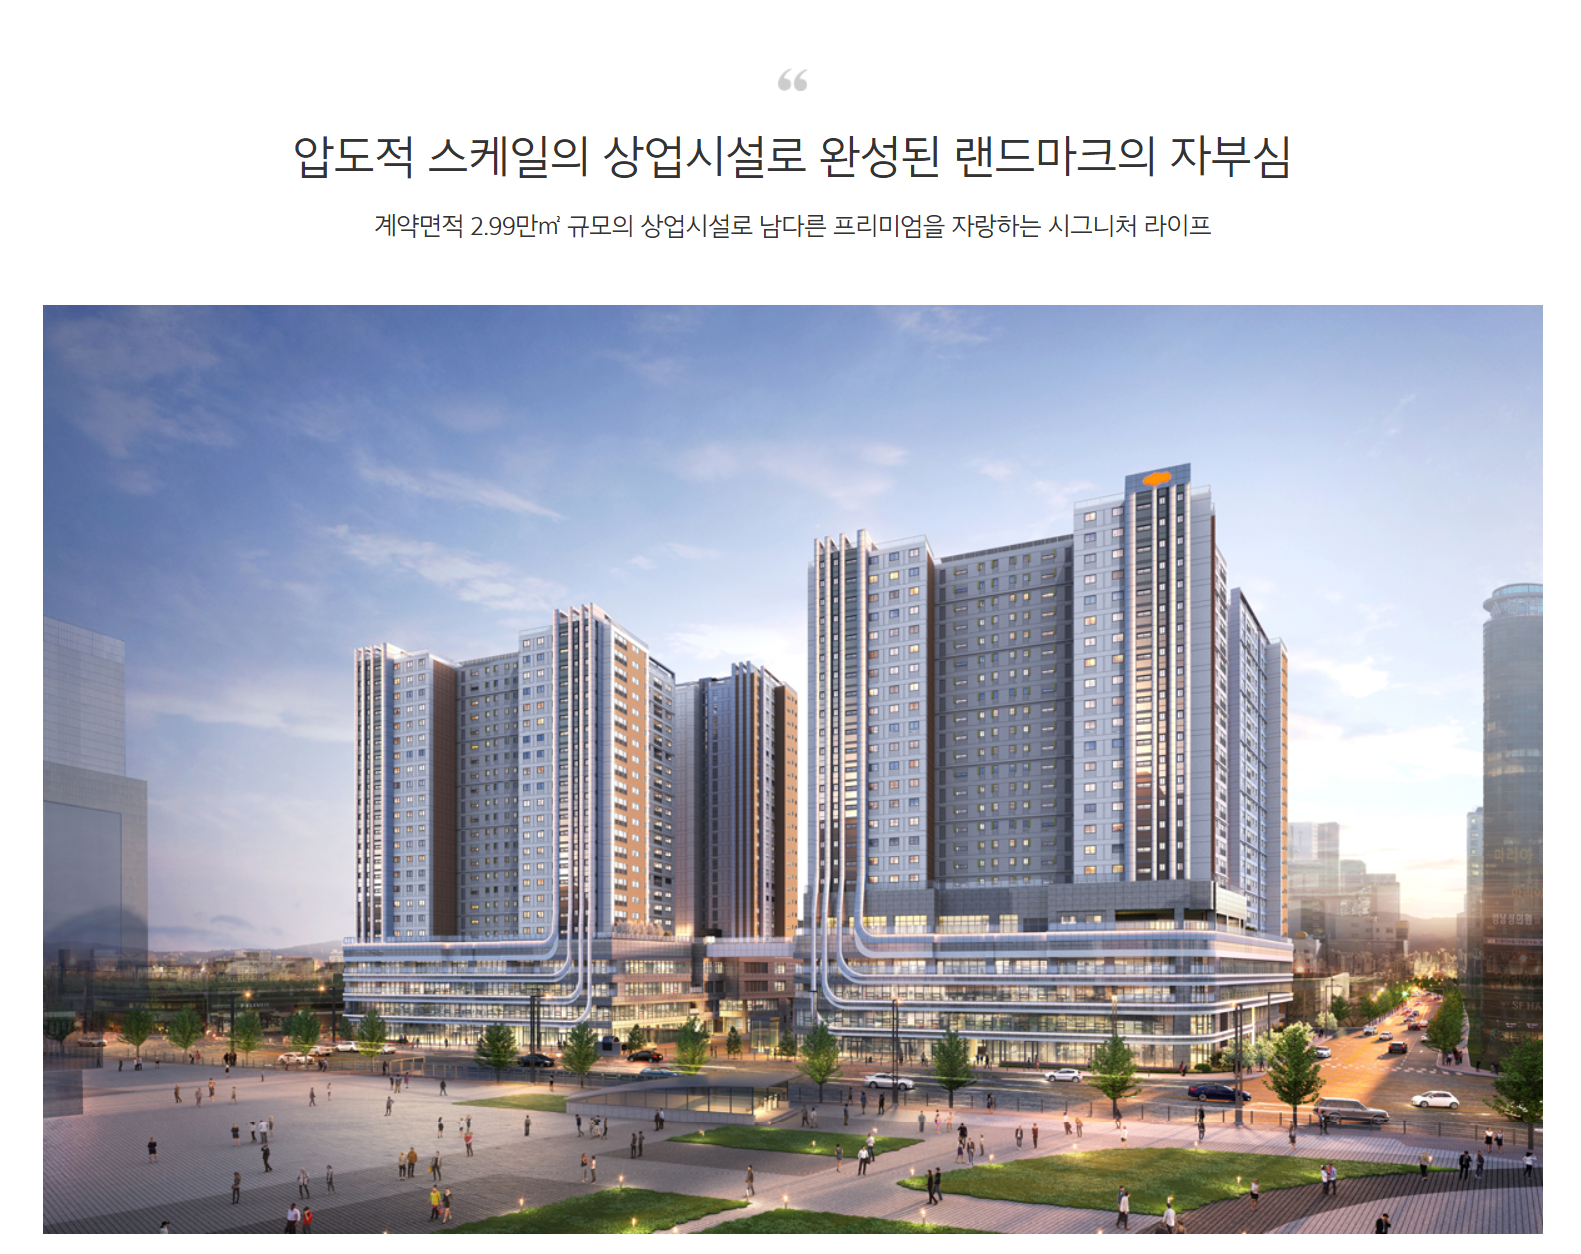 “
압도적 스케일의 상업시설로 완성된 랜드마크의 자부심
계약면적 2.99만㎡ 규모의 상업시설로 남다른 프리미엄을 자랑하는 시그니처 라이프
마리아